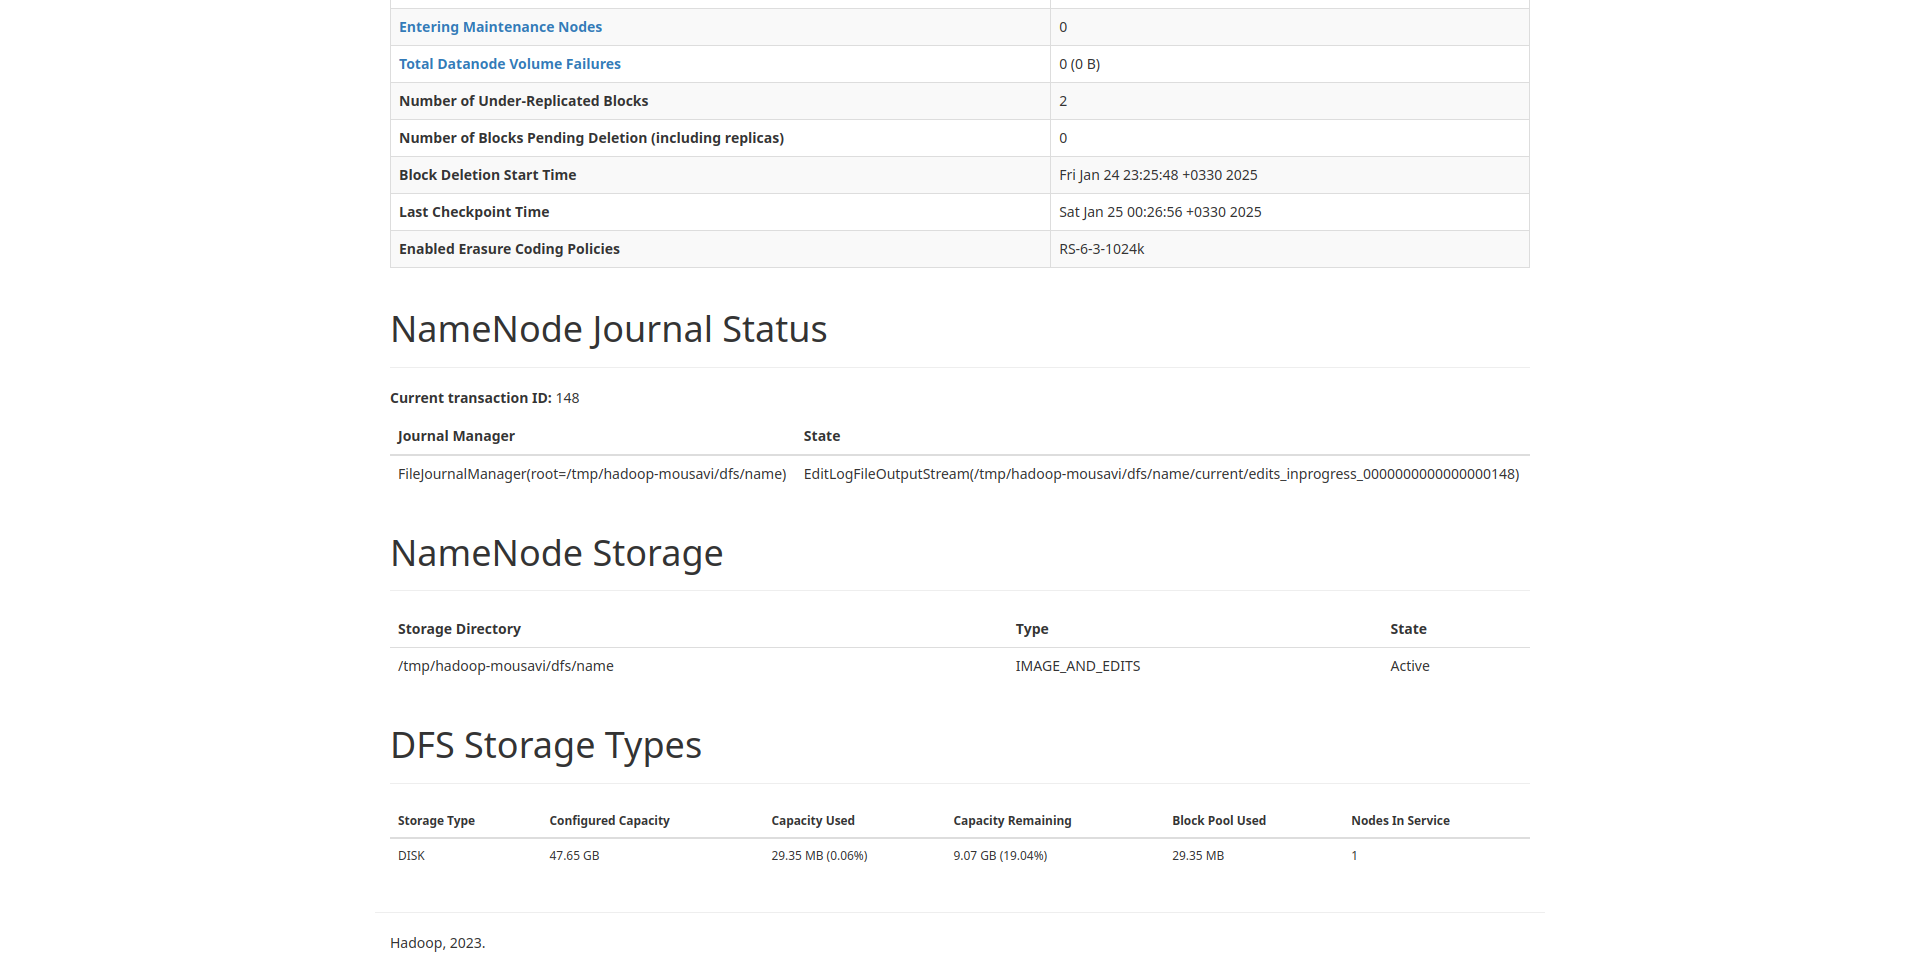 Entering Maintenance Nodes 0
Total Datanode Volume Failures 0 (0 B)
Number of Under-Replicated Blocks 2
Number of Blocks Pending Deletion (including replicas) 0
Block Deletion Start Time Fri Jan 24 23:25:48 +0330 2025
Last Checkpoint Time Sat Jan 25 00:26:56 +0330 2025
Enabled Erasure Coding Policies RS-6-3-1024k
NameNode Journal Status
Current transaction ID: 148
Journal Manager State
FileJournalManager(root=/tmp/hadoop-mousavi/dfs/name) EditLogFileOutputStream(/tmp/hadoop-mousavi/dfs/name/current/edits_inprogress_0000000000000000148)
NameNode Storage
Storage Directory Type State
/tmp/hadoop-mousavi/dfs/name IMAGE_AND_EDITS Active
DFS Storage Types
Storage Type Configured Capacity Capacity Used Capacity Remaining Block Pool Used Nodes In Service
DISK 47.65 GB 29.35 MB (0.06%) 9.07 GB (19.04%) 29.35 MB 1
Hadoop, 2023.